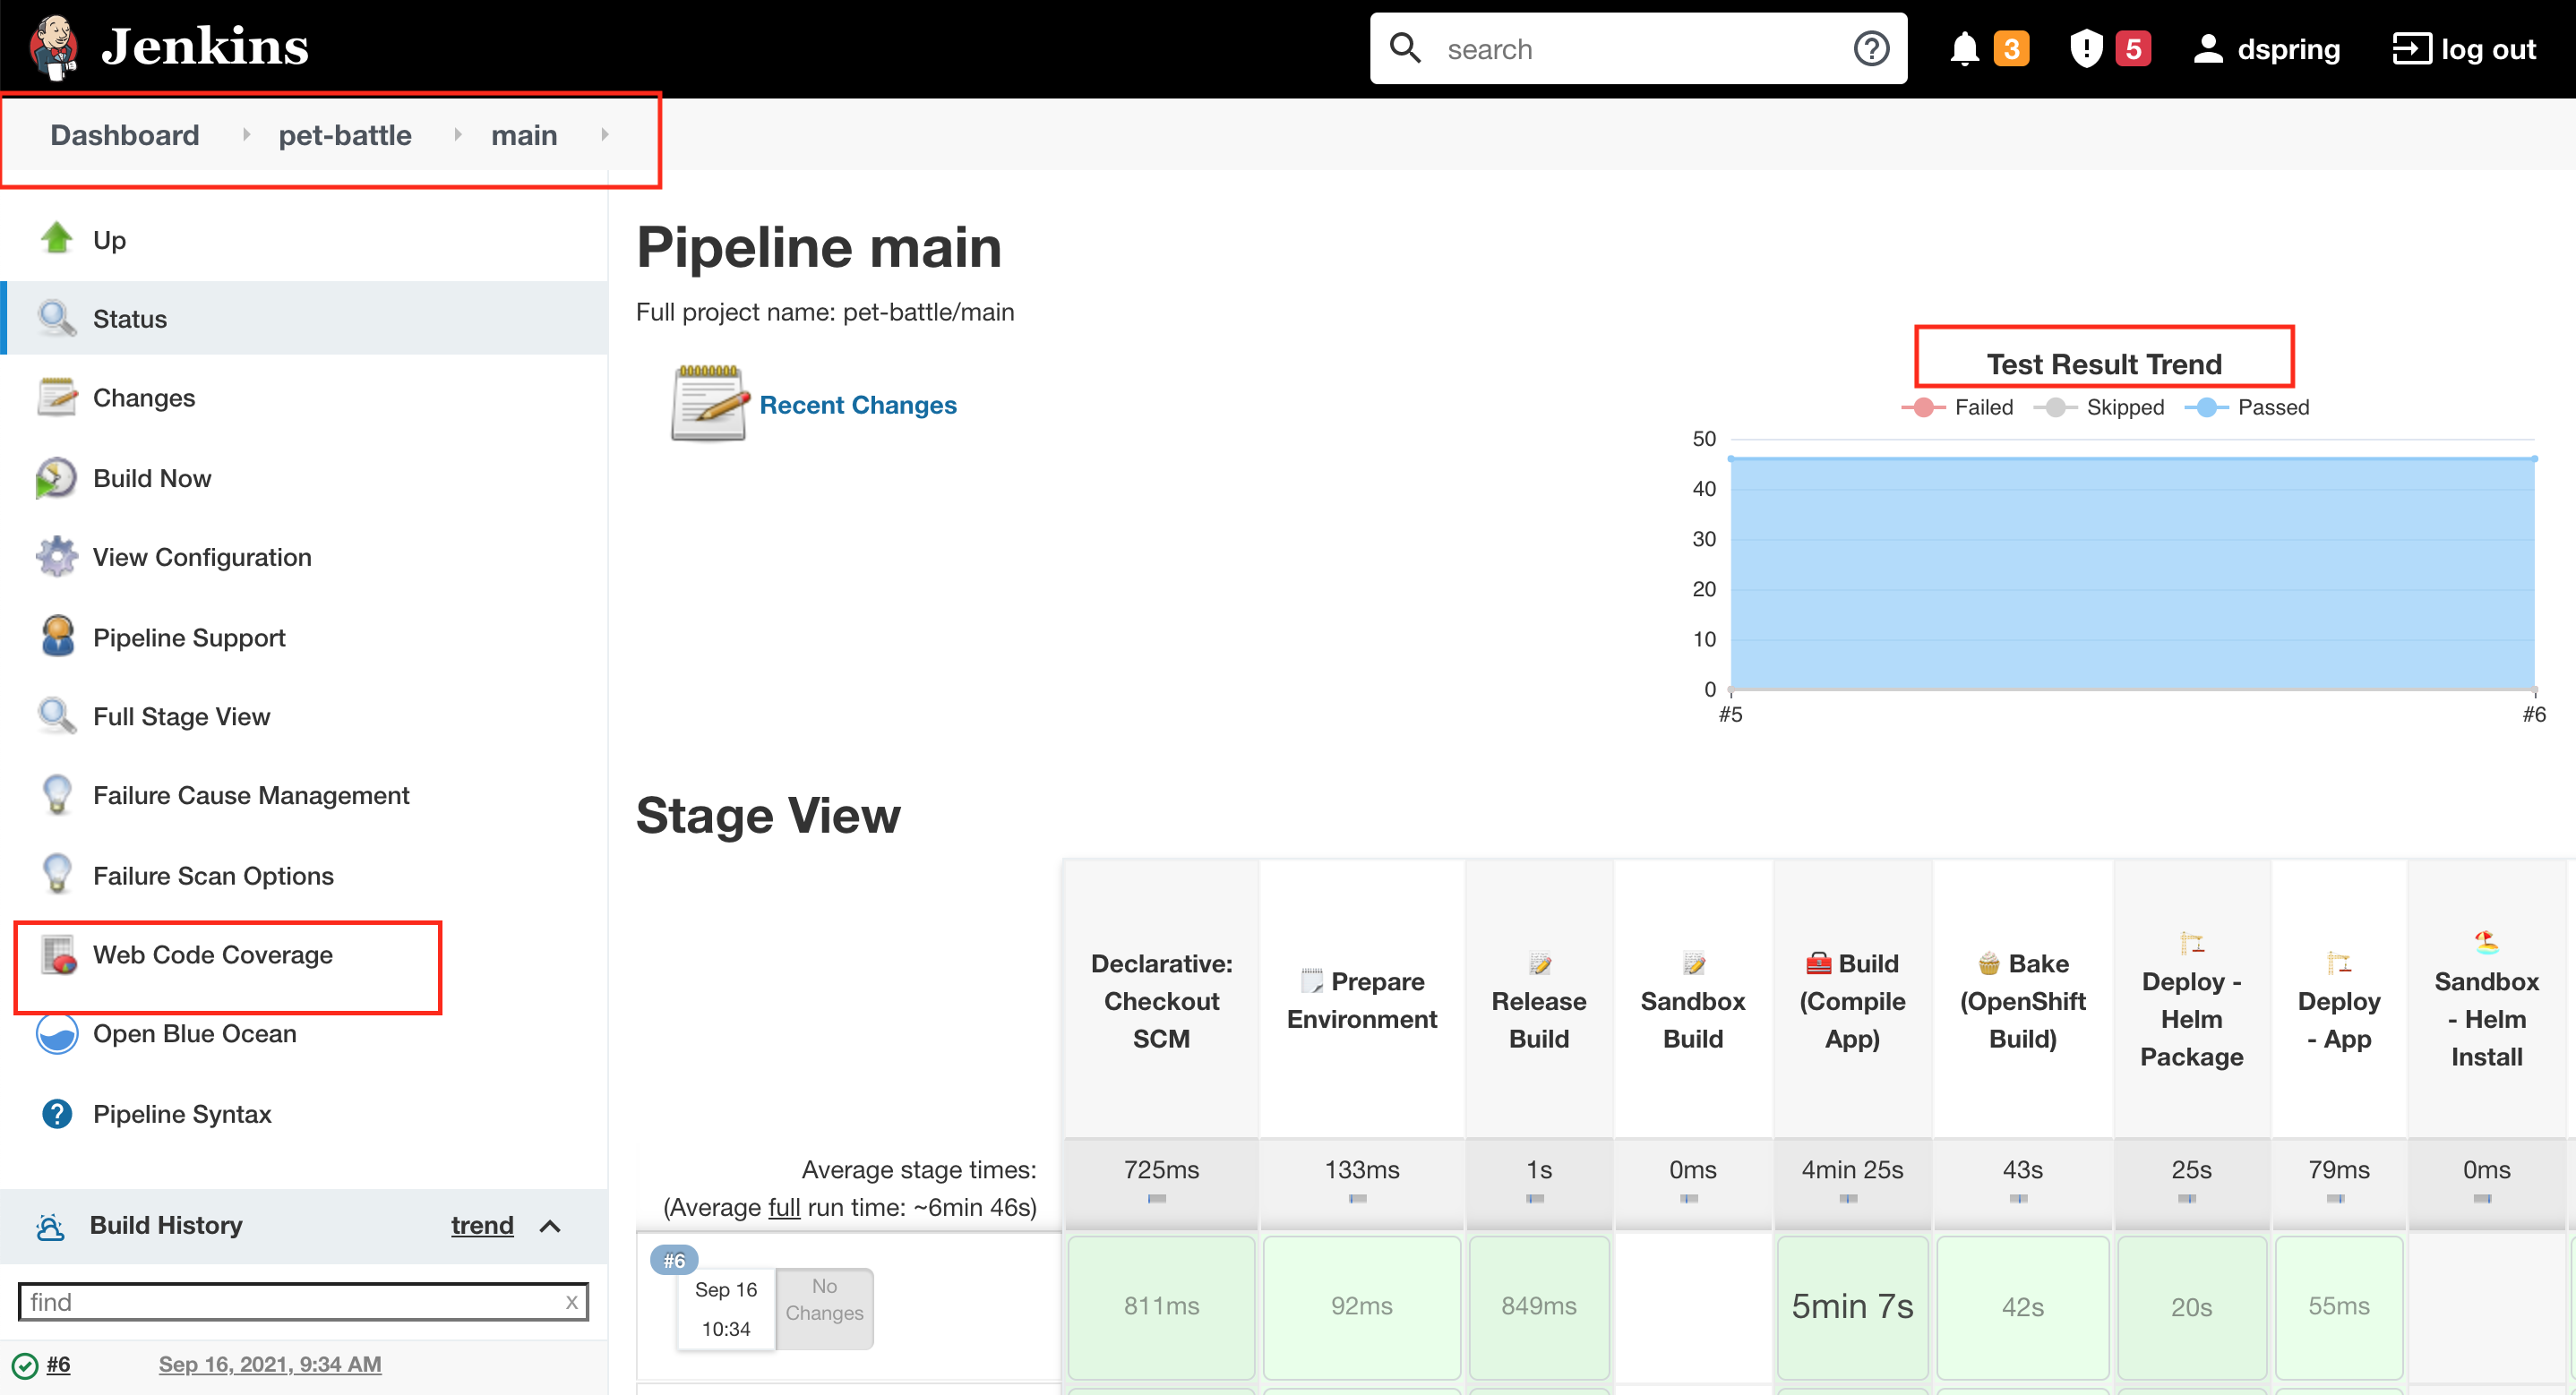 Jenkins
search
3
5
dspring
log out
Dashboard
pet-battle
main
Up
Status
Changes
Build Now
View Configuration
Pipeline Support
Full Stage View
Failure Cause Management
Failure Scan Options
Web Code Coverage
Open Blue Ocean
Pipeline Syntax
Build History
trend
find
x
#6
Sep 16, 2021, 9:34 AM
Pipeline main
Full project name: pet-battle/main
Recent Changes
Test Result Trend
Failed
Skipped
Passed
50
40
30
20
10
0
#5
#6
Stage View
Declarative:
Checkout
SCM
Prepare
Environment
Release
Build
Sandbox
Build
Build
(Compile
App)
Bake
(OpenShift
Build)
Deploy -
Helm
Package
Deploy
- App
Sandbox
- Helm
Install
Average stage times:
(Average full run time: ~6min 46s)
725ms
133ms
1s
0ms
4min 25s
43s
25s
79ms
0ms
#6
Sep 16
10:34
No
Changes
811ms
92ms
849ms
5min 7s
42s
20s
55ms